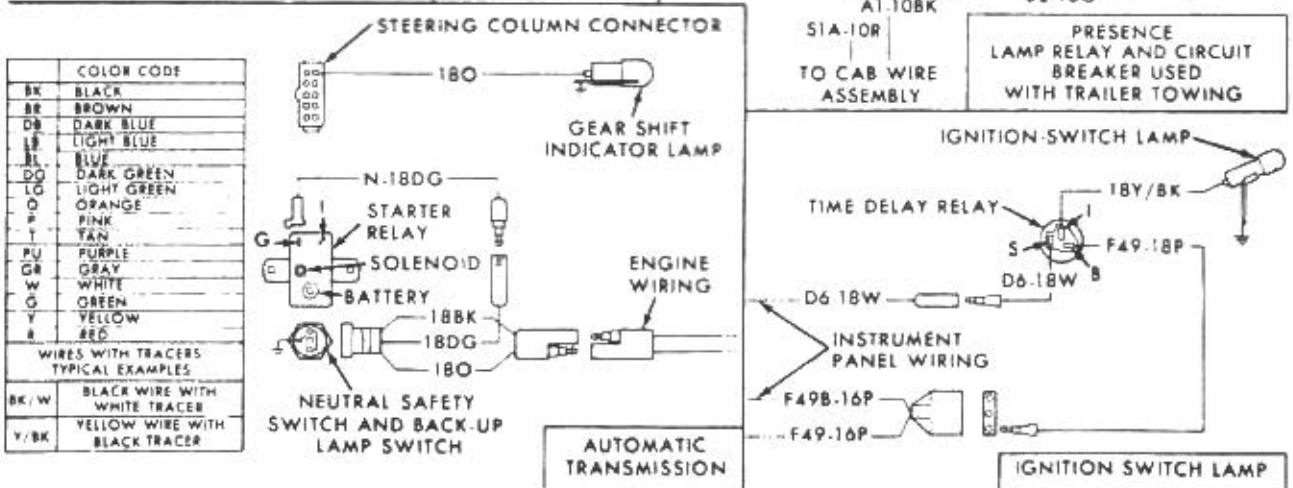 COLOR CODE
BK BLACK
BR BROWN
DB DARK BLUE
LB LIGHT BLUE
BL BLUE
DG DARK GREEN
LG LIGHT GREEN
O ORANGE
P PINK
T TAN
PU PURPLE
GR GRAY
W WHITE
G GREEN
Y YELLOW
R RED
WIRES WITH TRACERS
TYPICAL EXAMPLES
BK/W BLACK WIRE WITH
WHITE TRACER
Y/BK YELLOW WIRE WITH
BLACK TRACER
STEERING COLUMN CONNECTOR
18O
GEAR SHIFT
INDICATOR LAMP
N-18DG
I
G
STARTER
RELAY
SOLENOID
BATTERY
18BK
18DG
18O
ENGINE
WIRING
NEUTRAL SAFETY
SWITCH AND BACK-UP
LAMP SWITCH
AUTOMATIC
TRANSMISSION
A1-10BK
S1A-10R
TO CAB WIRE
ASSEMBLY
PRESENCE
LAMP RELAY AND CIRCUIT
BREAKER USED
WITH TRAILER TOWING
IGNITION-SWITCH LAMP
18Y/BK
TIME DELAY RELAY
I
S
B
F49-18P
D6-18W
D6 18W
INSTRUMENT
PANEL WIRING
F49B-16P
F49-16P
IGNITION SWITCH LAMP